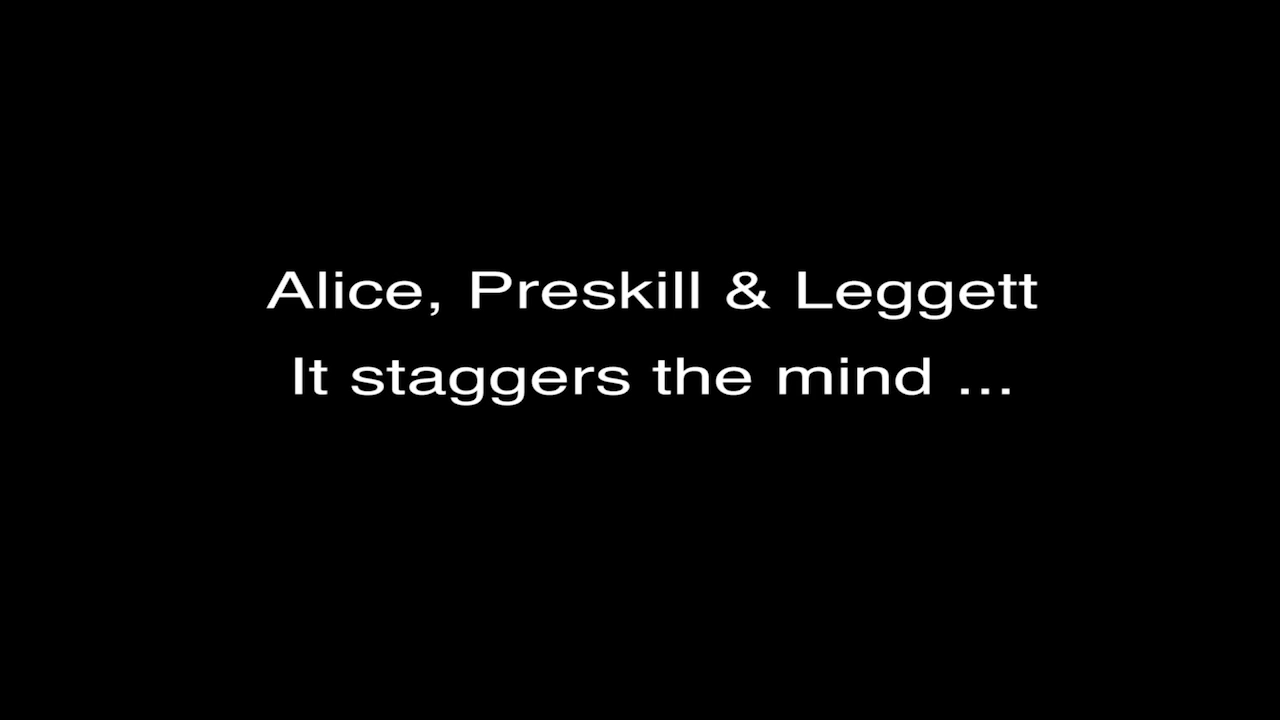 Alice, Preskill & Leggett
It staggers the mind ...